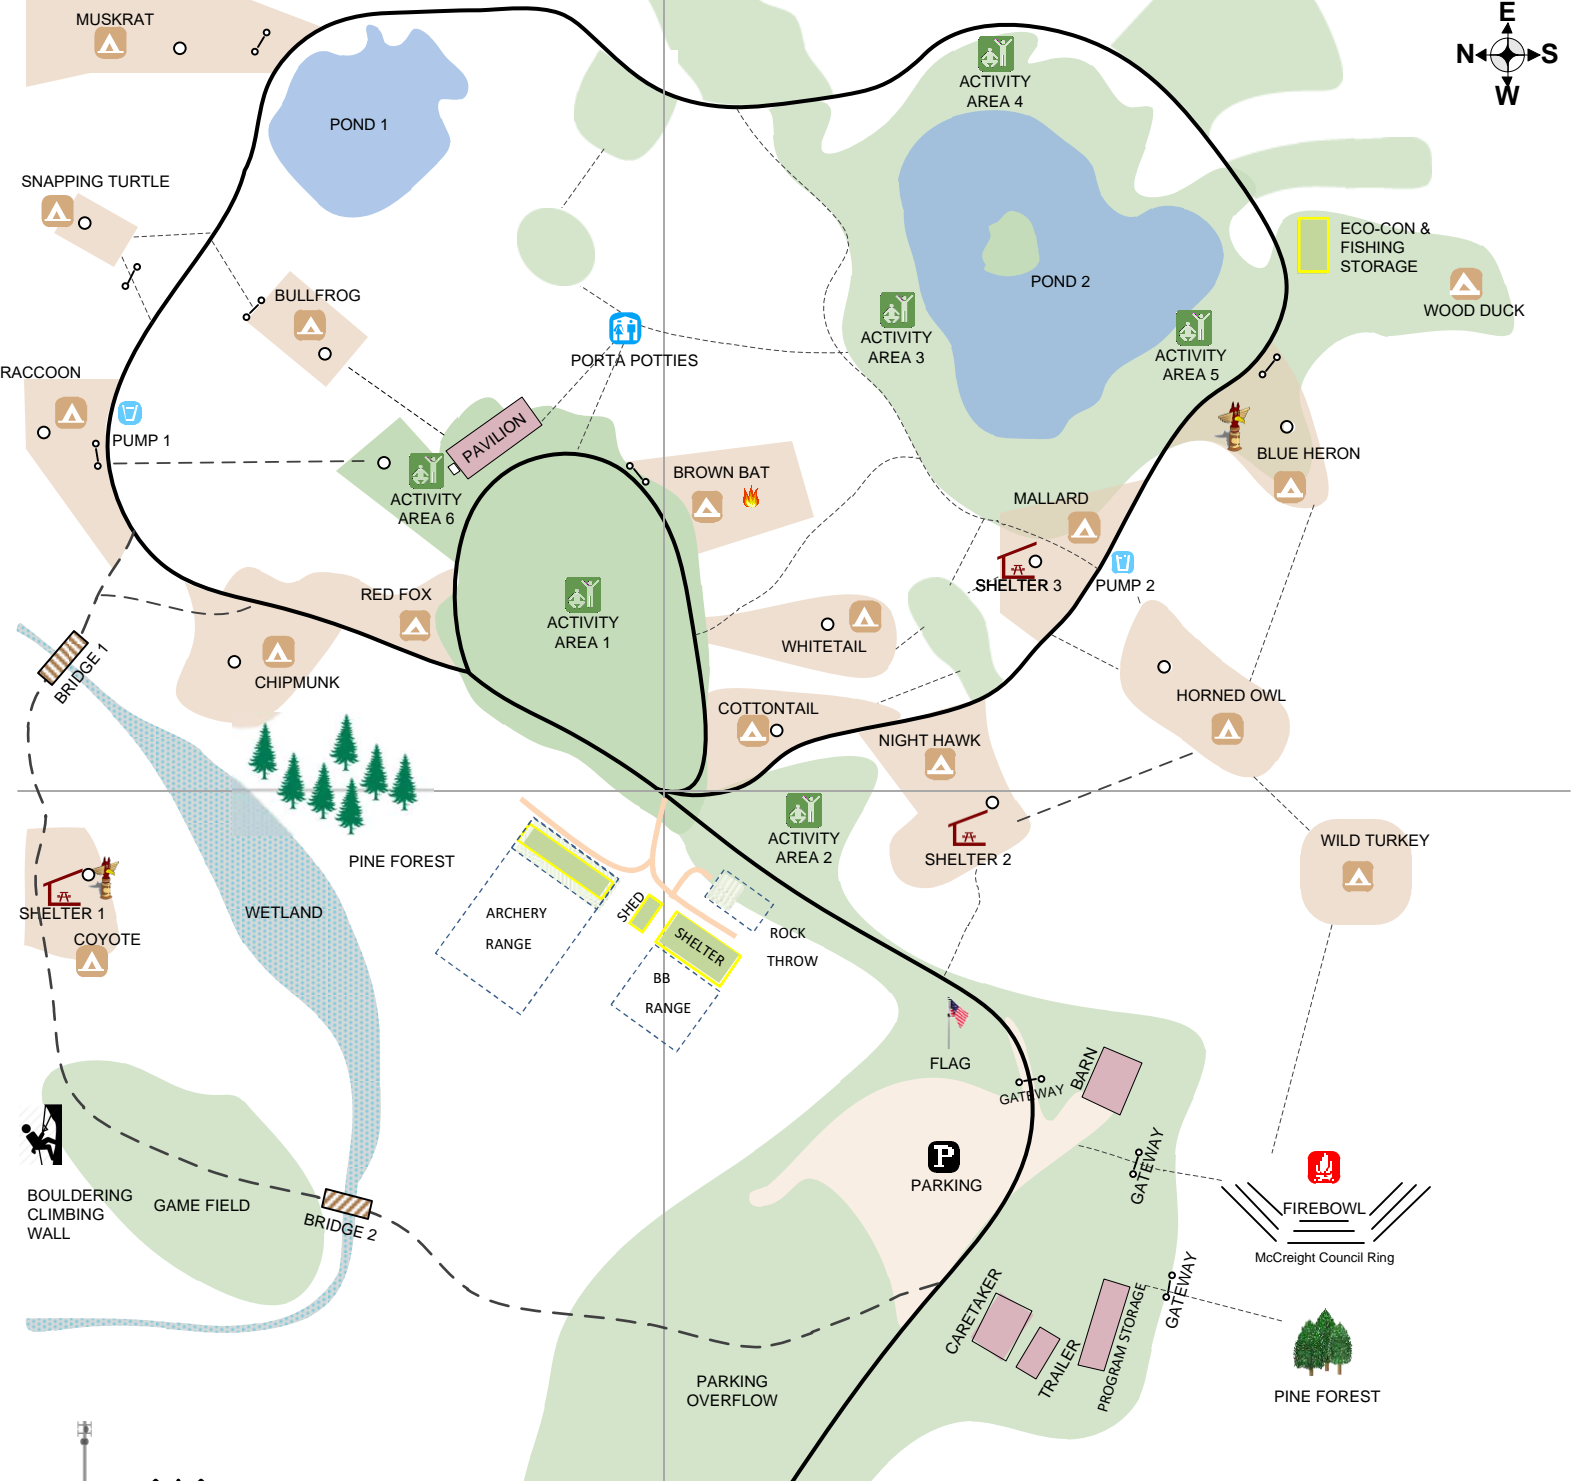 MUSKRAT
E
N
S
W
POND 1
ACTIVITY
AREA 4
SNAPPING TURTLE
ECO-CON &
FISHING
STORAGE
POND 2
WOOD DUCK
BULLFROG
ACTIVITY
AREA 3
PORTA POTTIES
ACTIVITY
AREA 5
RACCOON
PUMP 1
PAVILION
BLUE HERON
BROWN BAT
ACTIVITY
AREA 6
MALLARD
SHELTER 3
PUMP 2
RED FOX
ACTIVITY
AREA 1
WHITETAIL
BRIDGE 1
CHIPMUNK
HORNED OWL
COTTONTAIL
NIGHT HAWK
ACTIVITY
AREA 2
SHELTER 2
WILD TURKEY
PINE FOREST
SHELTER 1
WETLAND
ARCHERY
RANGE
SHED
SHELTER
ROCK
THROW
COYOTE
BB
RANGE
FLAG
BARN
GATEWAY
P
PARKING
GATEWAY
BOULDERING
CLIMBING
WALL
GAME FIELD
BRIDGE 2
FIREBOWL
McCreight Council Ring
GATEWAY
CARETAKER
TRAILER
PROGRAM STORAGE
PARKING
OVERFLOW
PINE FOREST